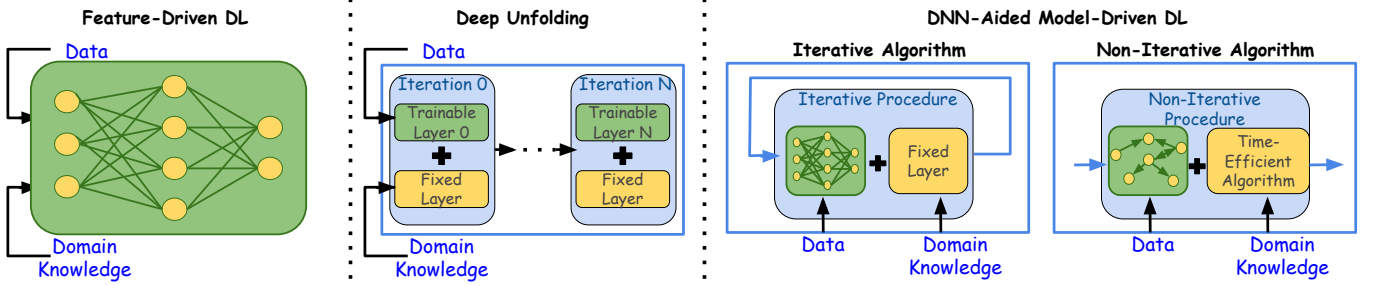 Feature-Driven DL
Data
Domain
Knowledge
Deep Unfolding
Data
Iteration 0
Trainable
Layer 0
+
Fixed
Layer
Iteration N
Trainable
Layer N
+
Fixed
Layer
Domain
Knowledge
DNN-Aided Model-Driven DL
Iterative Algorithm
Iterative Procedure
+
Fixed
Layer
Data
Domain
Knowledge
Non-Iterative Algorithm
Non-Iterative
Procedure
+
Time-
Efficient
Algorithm
Data
Domain
Knowledge